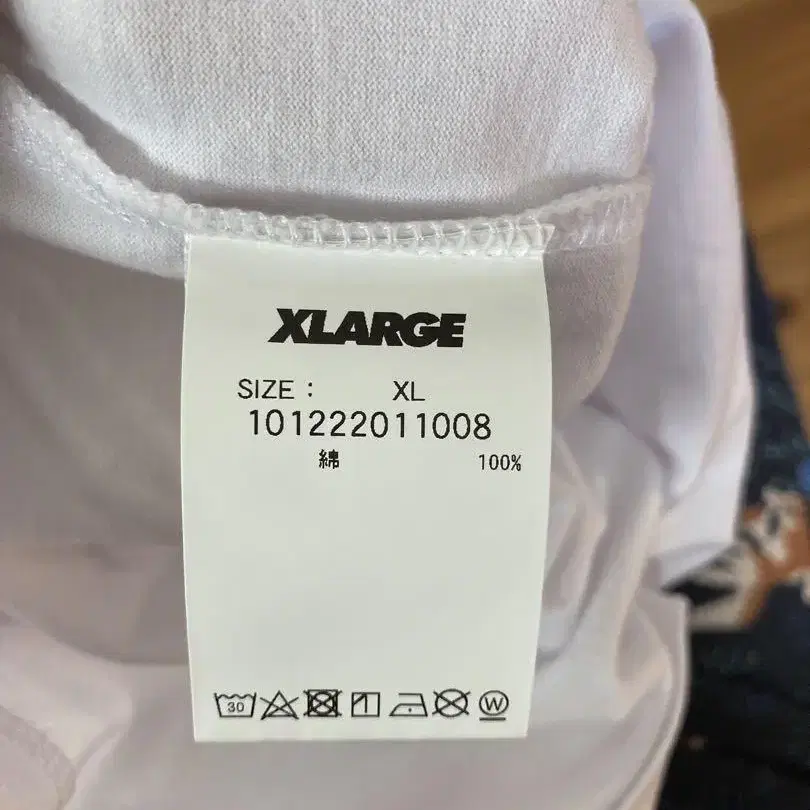 XLARGE
SIZE : XL
101222011008
綿 100%
30 W